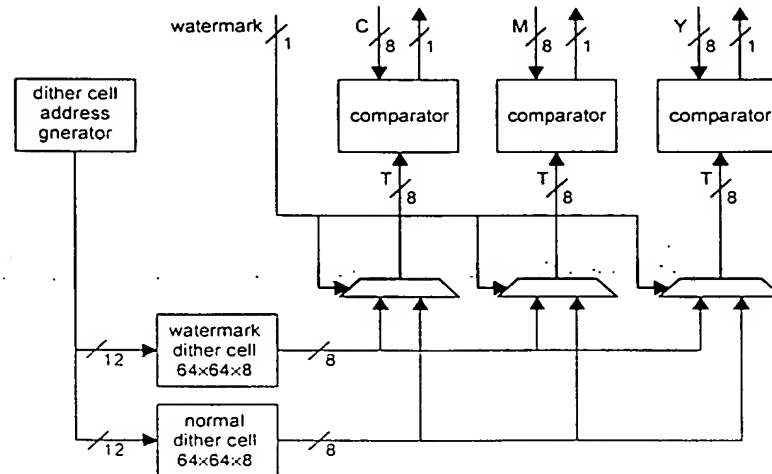 watermark
1
C
8
1
M
8
1
Y
8
1
dither cell
address
gnerator
comparator
comparator
comparator
T
8
T
8
T
8
watermark
dither cell
64×64×8
12
8
normal
dither cell
64×64×8
12
8